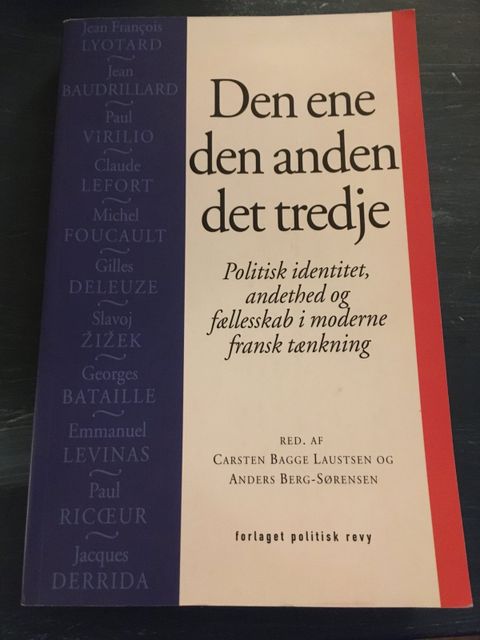 Jean François
LYOTARD
Jean
BAUDRILLARD
Paul
VIRILIO
Claude
LEFORT
Michel
FOUCAULT
Gilles
DELEUZE
Slavoj
ŽIŽEK
Georges
BATAILLE
Emmanuel
LEVINAS
Paul
RICŒUR
Jacques
DERRIDA
Den ene
den anden
det tredje
Politisk identitet,
andethed og
fællesskab i moderne
fransk tænkning
RED. AF
CARSTEN BAGGE LAUSTSEN OG
ANDERS BERG-SØRENSEN
forlaget politisk revy